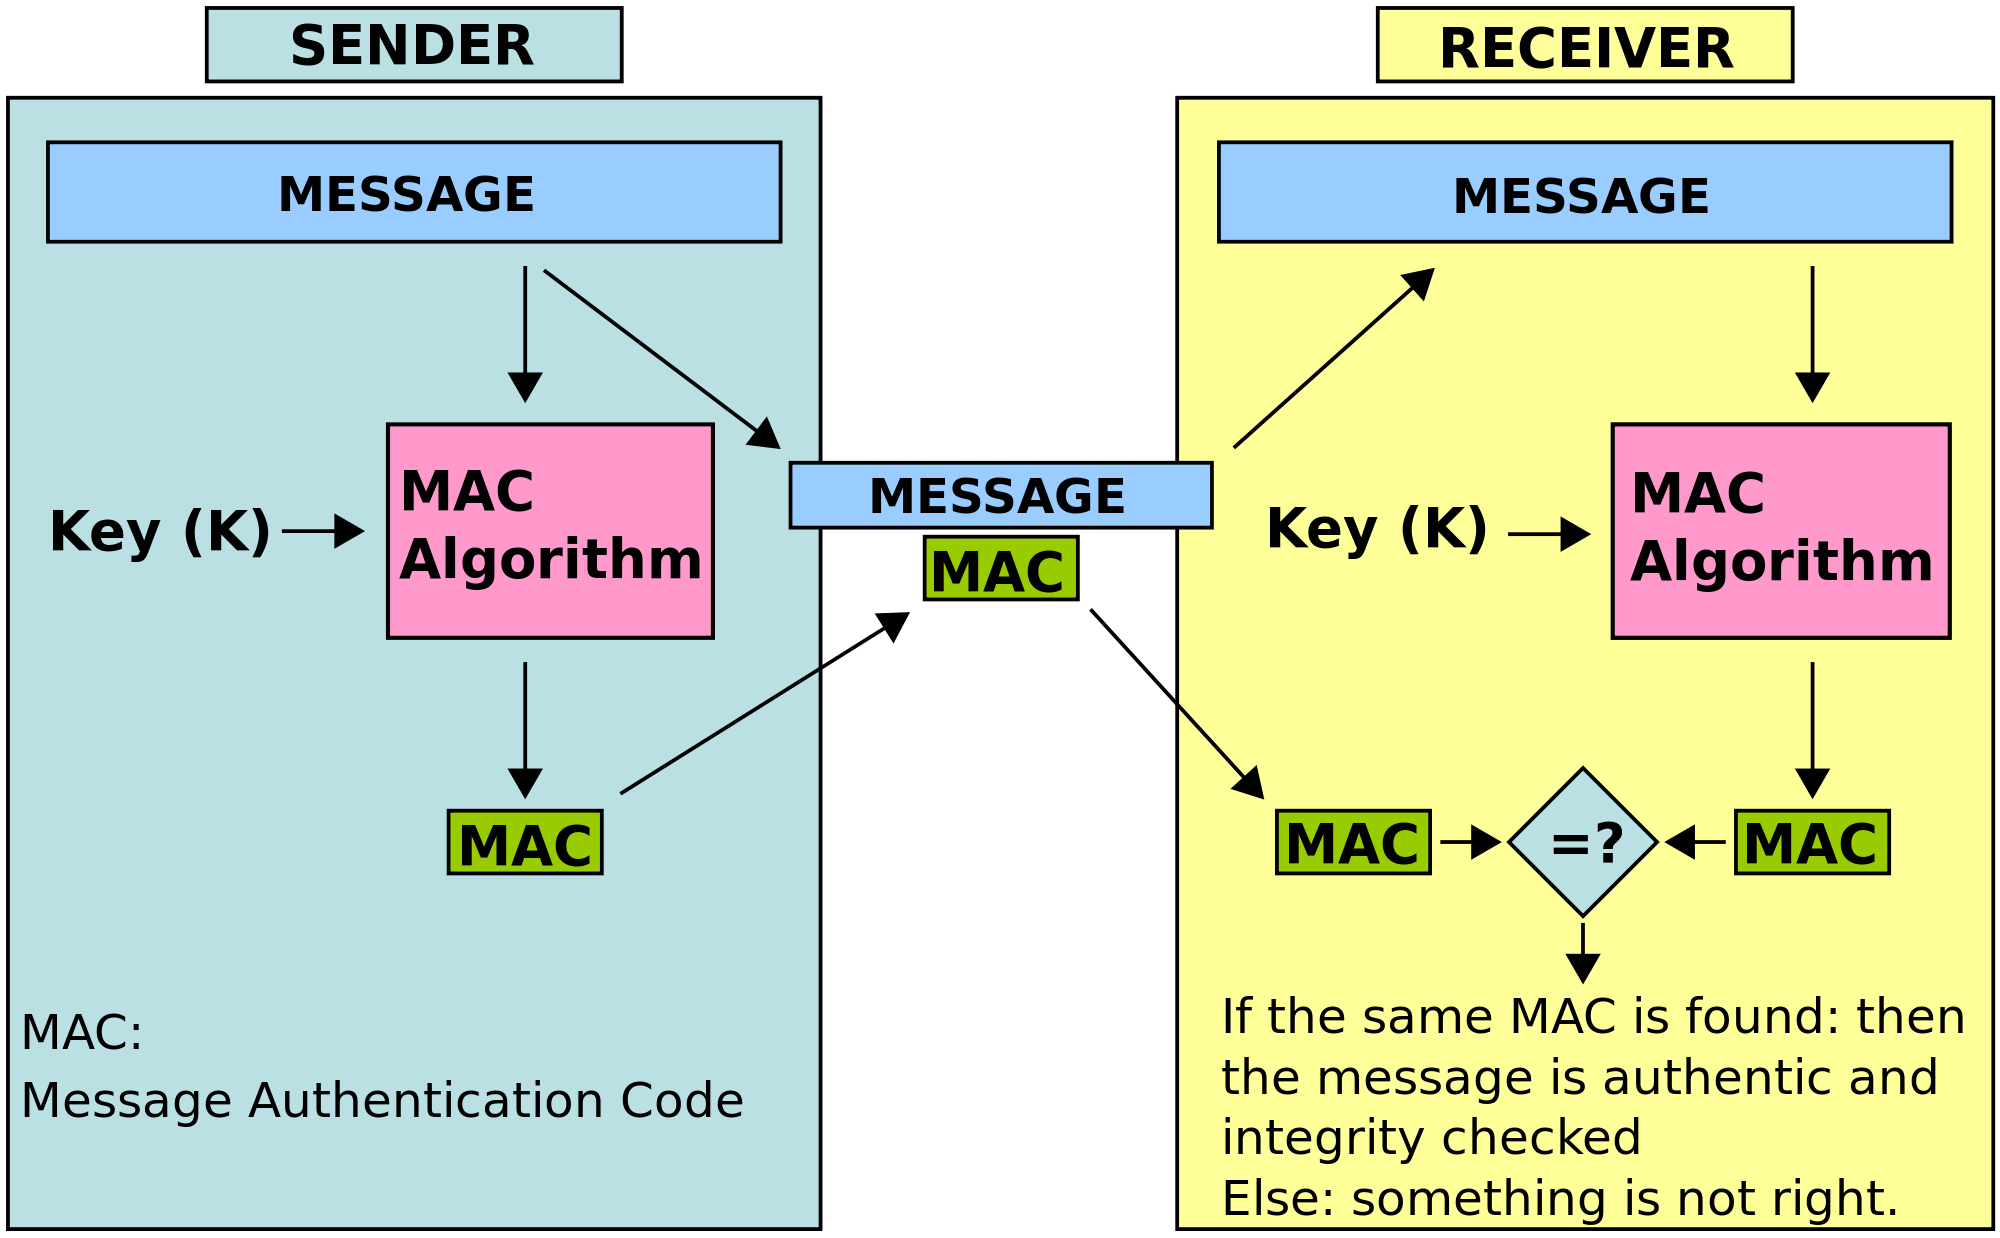 SENDER
MESSAGE
Key (K)
MAC
Algorithm
MAC
MAC:
Message Authentication Code
MESSAGE
MAC
RECEIVER
MESSAGE
Key (K)
MAC
Algorithm
MAC
=?
MAC
If the same MAC is found: then
the message is authentic and
integrity checked
Else: something is not right.